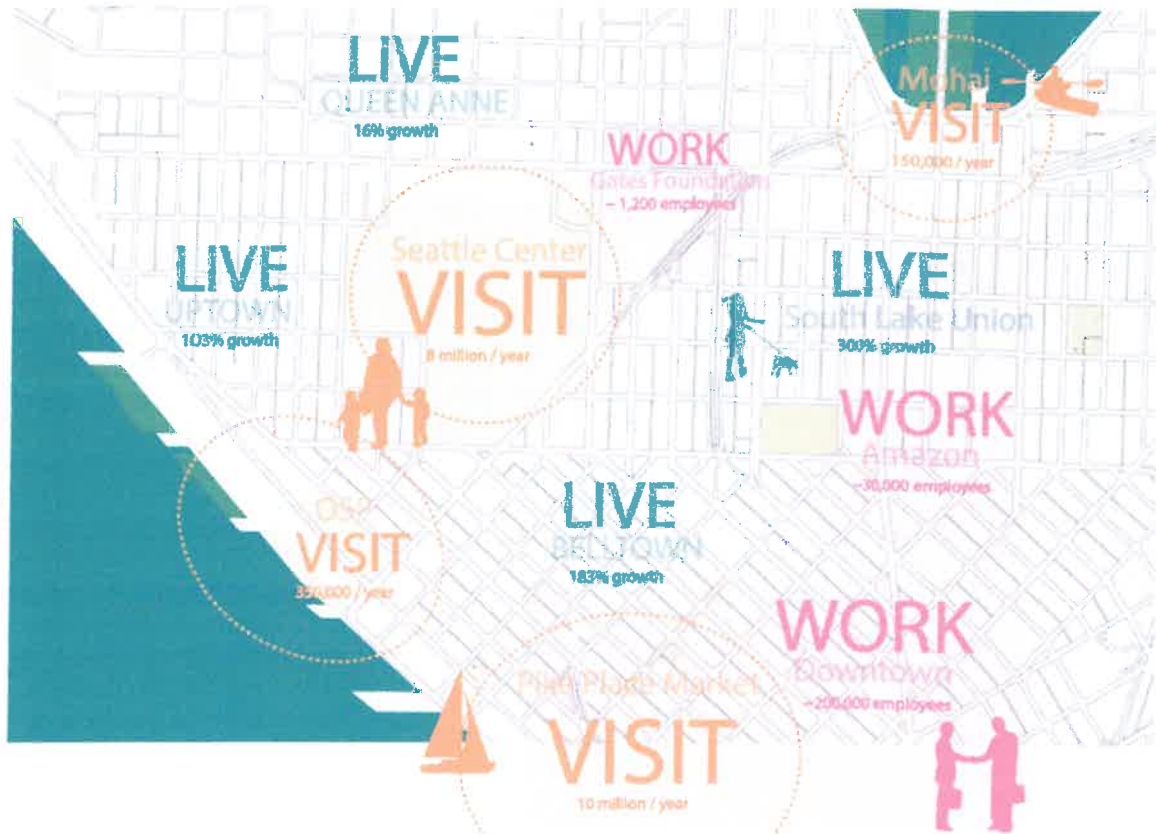 LIVE
QUEEN ANNE
16% growth
Mohai
VISIT
150,000 / year
WORK
Gates Foundation
~ 1,200 employees
Seattle Center
VISIT
8 million / year
LIVE
UPTOWN
103% growth
LIVE
South Lake Union
300% growth
WORK
Amazon
~30,000 employees
OSP
VISIT
/ year
LIVE
BELLTOWN
183% growth
WORK
Downtown
~200,000 employees
Pike Place Market
VISIT
10 million / year